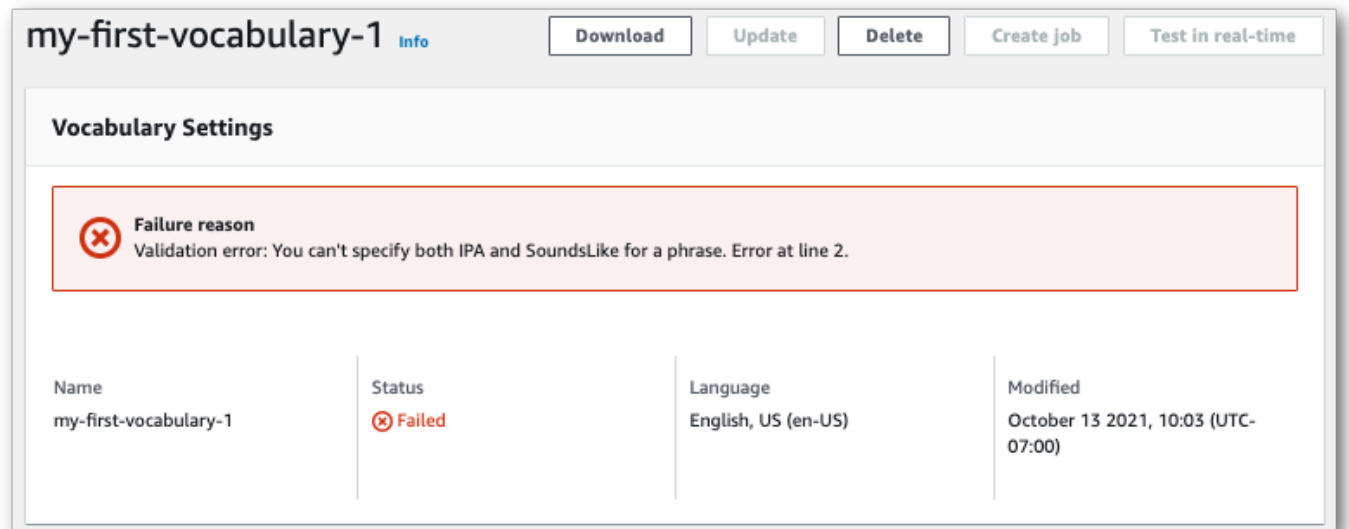 my-first-vocabulary-1 Info Download Update Delete Create job Test in real-time
Vocabulary Settings
Failure reason
Validation error: You can't specify both IPA and SoundsLike for a phrase. Error at line 2.
Name Status Language Modified
my-first-vocabulary-1 Failed English, US (en-US) October 13 2021, 10:03 (UTC-
07:00)